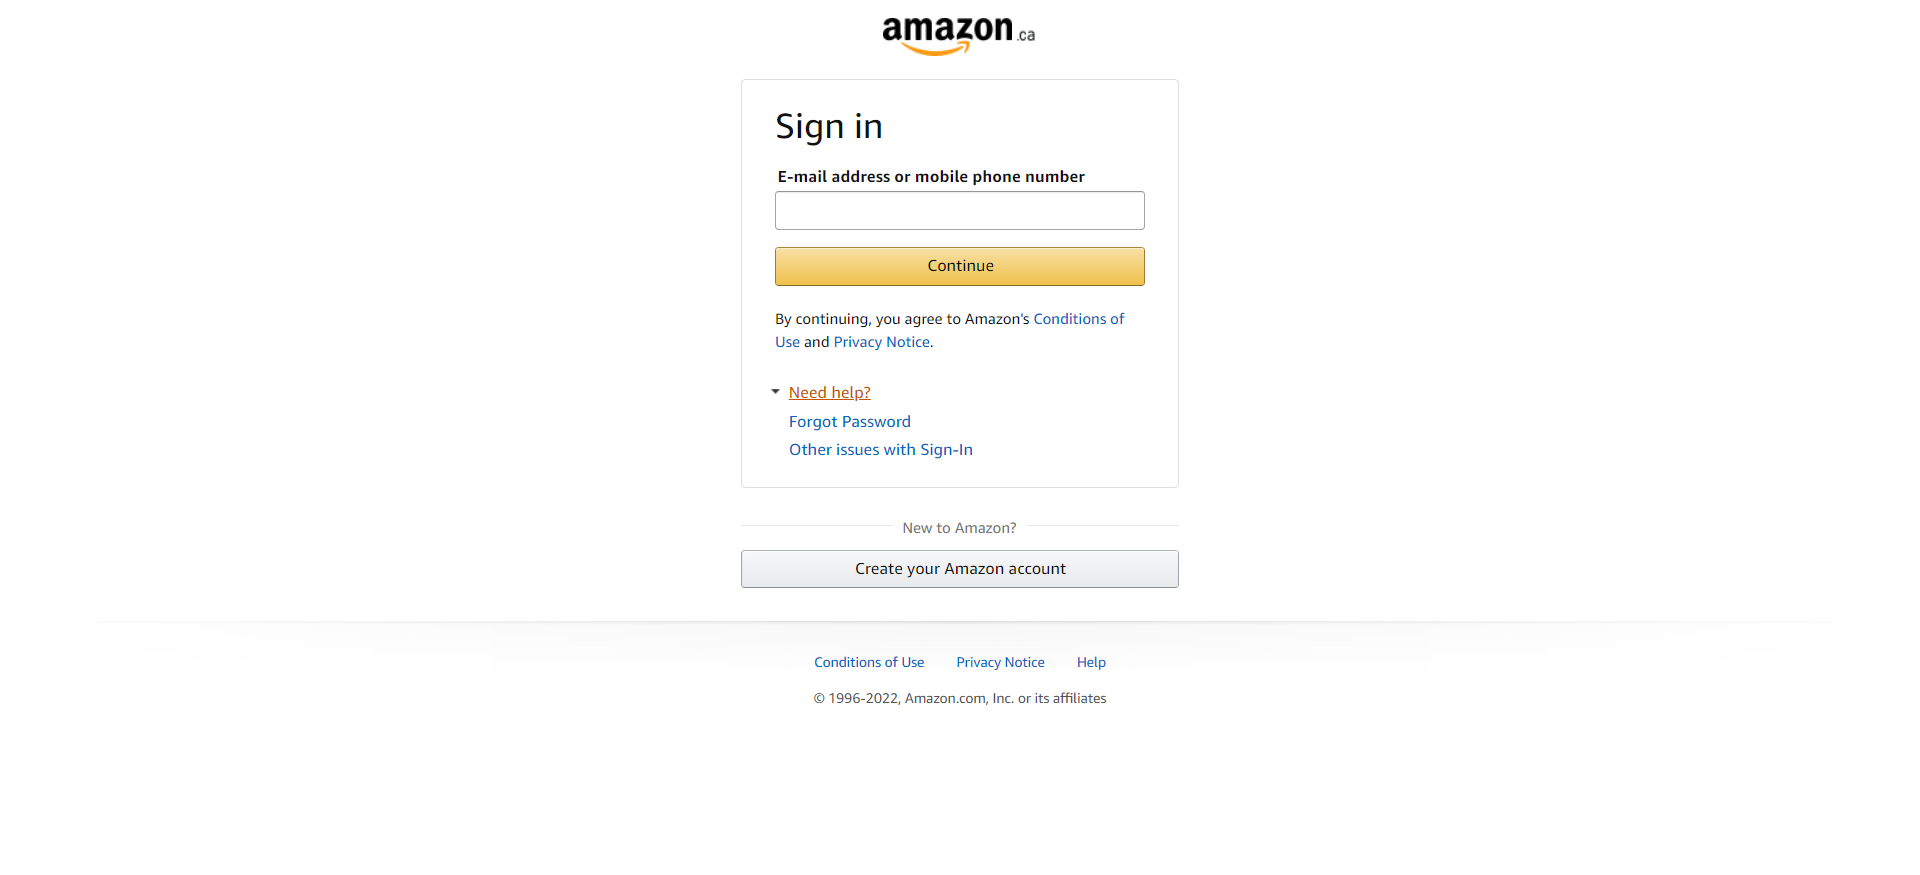 amazon.ca
Sign in
E-mail address or mobile phone number
Continue
By continuing, you agree to Amazon's Conditions of
Use and Privacy Notice.
Need help?
Forgot Password
Other issues with Sign-In
New to Amazon?
Create your Amazon account
Conditions of Use Privacy Notice Help
© 1996-2022, Amazon.com, Inc. or its affiliates